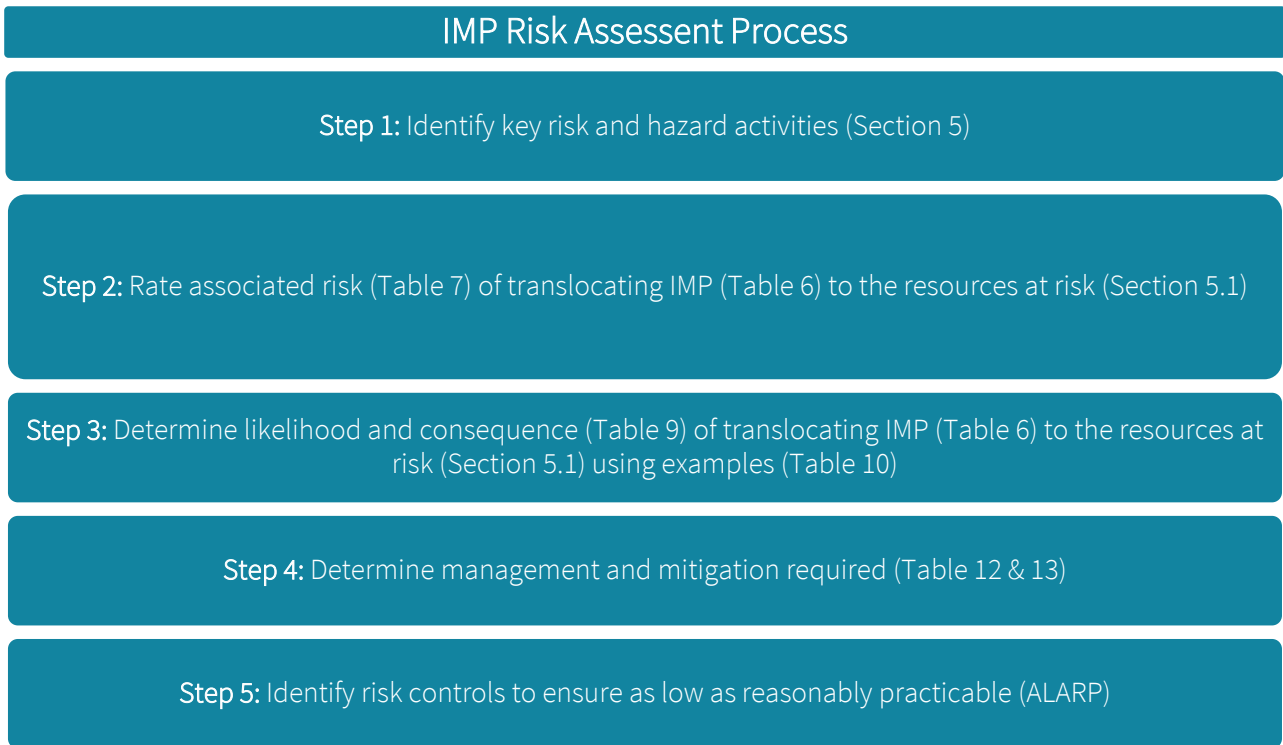 IMP Risk Assessent Process
Step 1: Identify key risk and hazard activities (Section 5)
Step 2: Rate associated risk (Table 7) of translocating IMP (Table 6) to the resources at risk (Section 5.1)
Step 3: Determine likelihood and consequence (Table 9) of translocating IMP (Table 6) to the resources at
risk (Section 5.1) using examples (Table 10)
Step 4: Determine management and mitigation required (Table 12 & 13)
Step 5: Identify risk controls to ensure as low as reasonably practicable (ALARP)